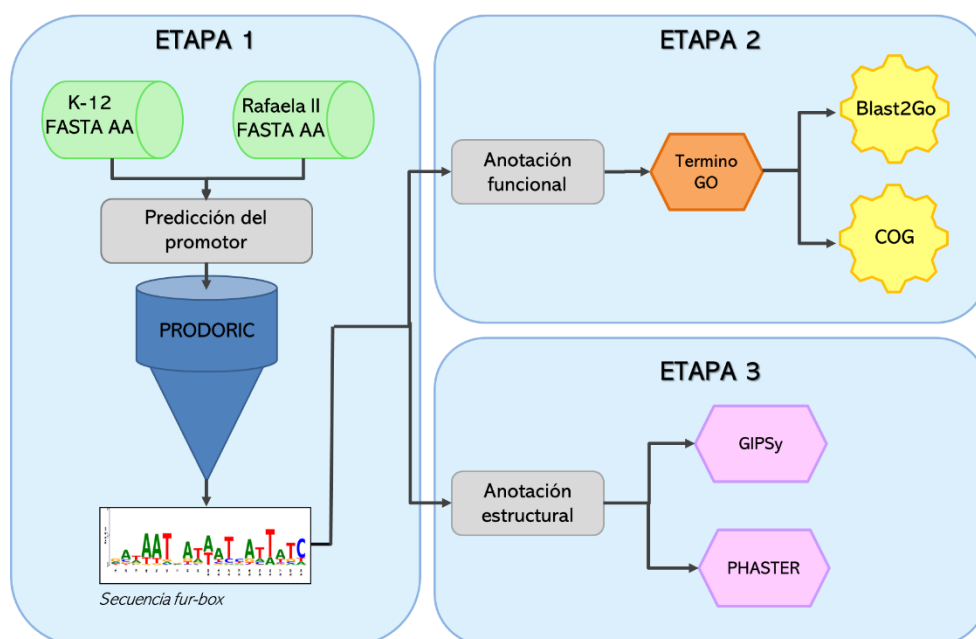 ETAPA 1
K-12
FASTA AA
Rafaela II
FASTA AA
Predicción del
promotor
PRODORIC
Secuencia fur-box
ETAPA 2
Anotación
funcional
Termino
GO
Blast2Go
COG
ETAPA 3
Anotación
estructural
GIPSy
PHASTER